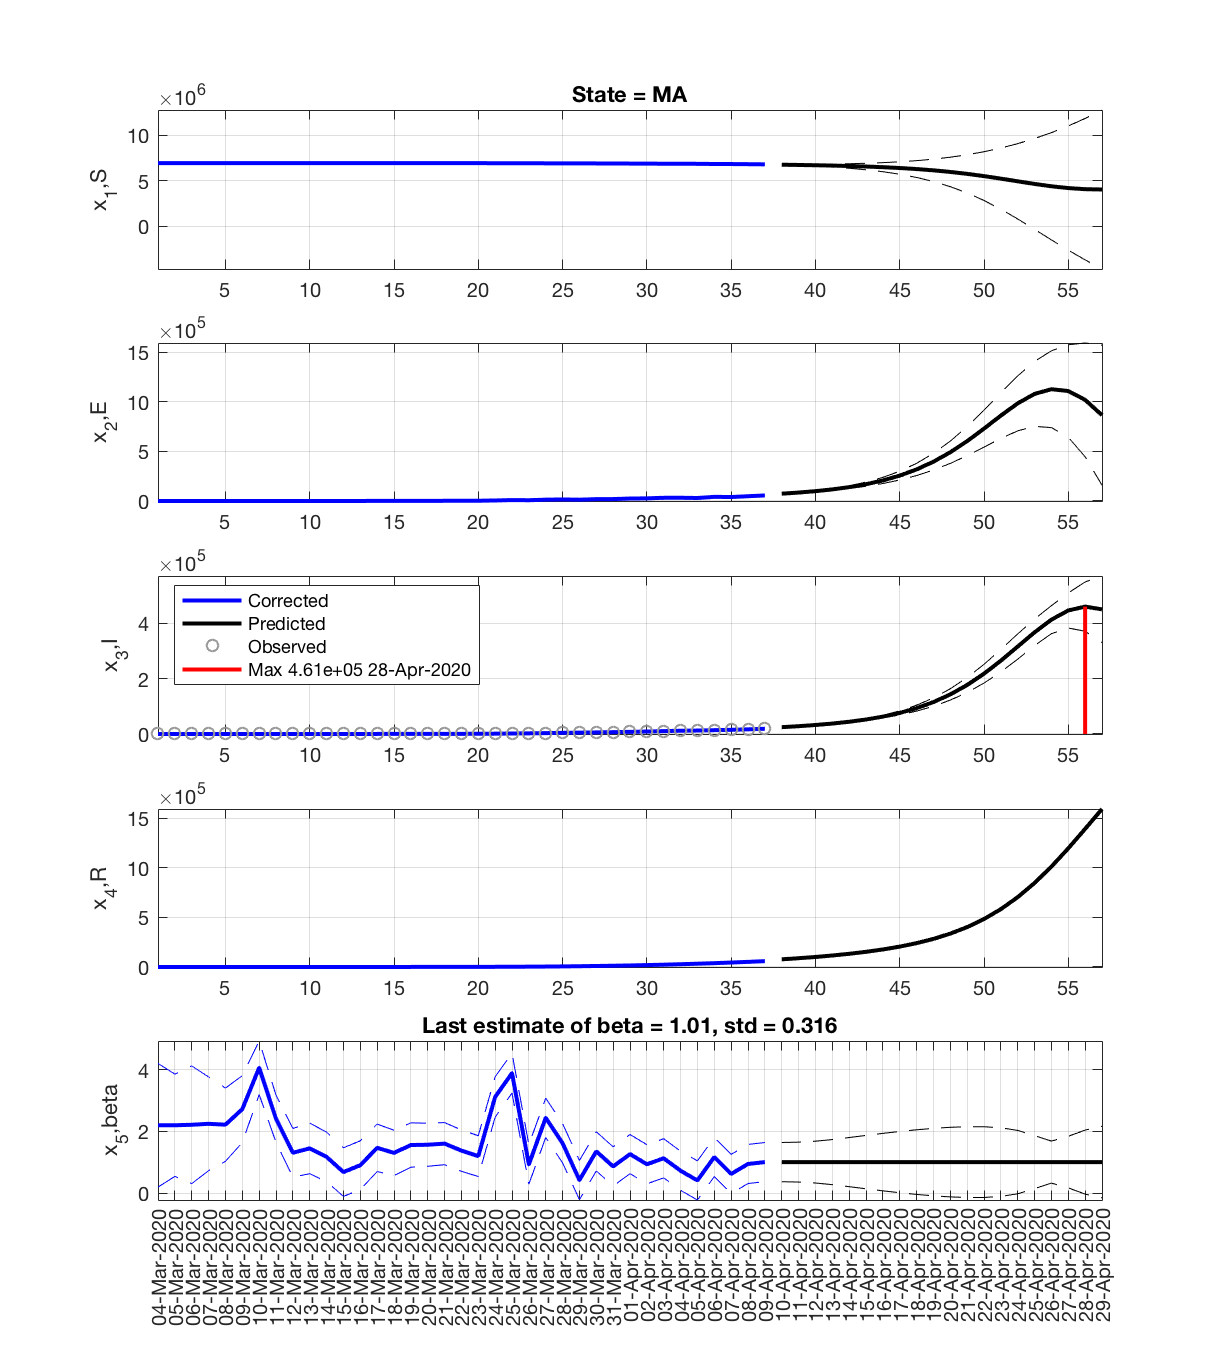 State = MA
×10^6
10
5
0
x_1,S
5 10 15 20 25 30 35 40 45 50 55
×10^5
15
10
5
0
x_2,E
5 10 15 20 25 30 35 40 45 50 55
×10^5
4
2
0
x_3,I
Corrected
Predicted
Observed
Max 4.61e+05 28-Apr-2020
5 10 15 20 25 30 35 40 45 50 55
×10^5
15
10
5
0
x_4,R
5 10 15 20 25 30 35 40 45 50 55
Last estimate of beta = 1.01, std = 0.316
4
2
0
x_5,beta
04-Mar-2020
05-Mar-2020
06-Mar-2020
07-Mar-2020
08-Mar-2020
09-Mar-2020
10-Mar-2020
11-Mar-2020
12-Mar-2020
13-Mar-2020
14-Mar-2020
15-Mar-2020
16-Mar-2020
17-Mar-2020
18-Mar-2020
19-Mar-2020
20-Mar-2020
21-Mar-2020
22-Mar-2020
23-Mar-2020
24-Mar-2020
25-Mar-2020
26-Mar-2020
27-Mar-2020
28-Mar-2020
29-Mar-2020
30-Mar-2020
31-Mar-2020
01-Apr-2020
02-Apr-2020
03-Apr-2020
04-Apr-2020
05-Apr-2020
06-Apr-2020
07-Apr-2020
08-Apr-2020
09-Apr-2020
10-Apr-2020
11-Apr-2020
12-Apr-2020
13-Apr-2020
14-Apr-2020
15-Apr-2020
16-Apr-2020
17-Apr-2020
18-Apr-2020
19-Apr-2020
20-Apr-2020
21-Apr-2020
22-Apr-2020
23-Apr-2020
24-Apr-2020
25-Apr-2020
26-Apr-2020
27-Apr-2020
28-Apr-2020
29-Apr-2020